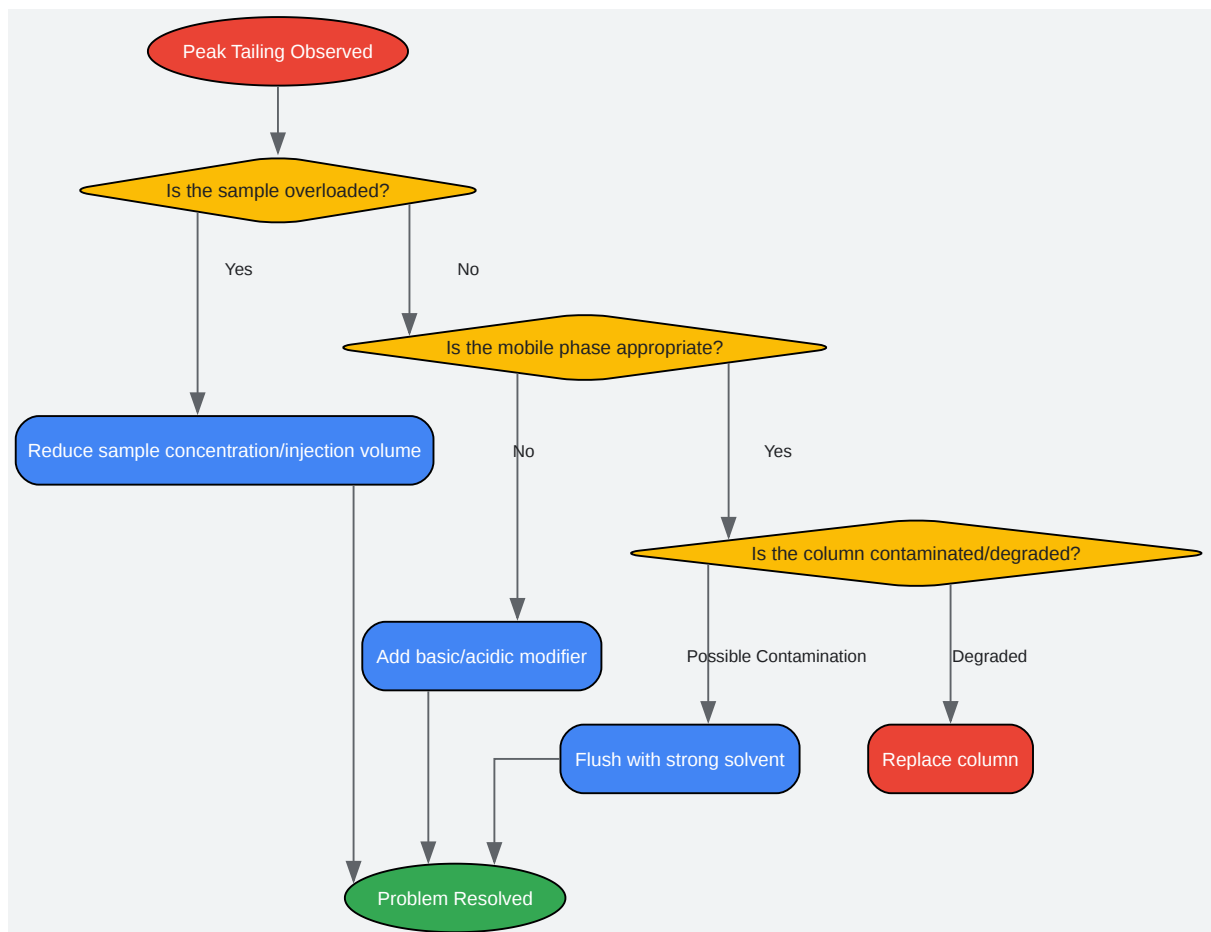 Peak Tailing Observed
Is the sample overloaded?
Yes
No
Is the mobile phase appropriate?
Reduce sample concentration/injection volume
No
Yes
Is the column contaminated/degraded?
Add basic/acidic modifier
Possible Contamination
Degraded
Flush with strong solvent
Replace column
Problem Resolved